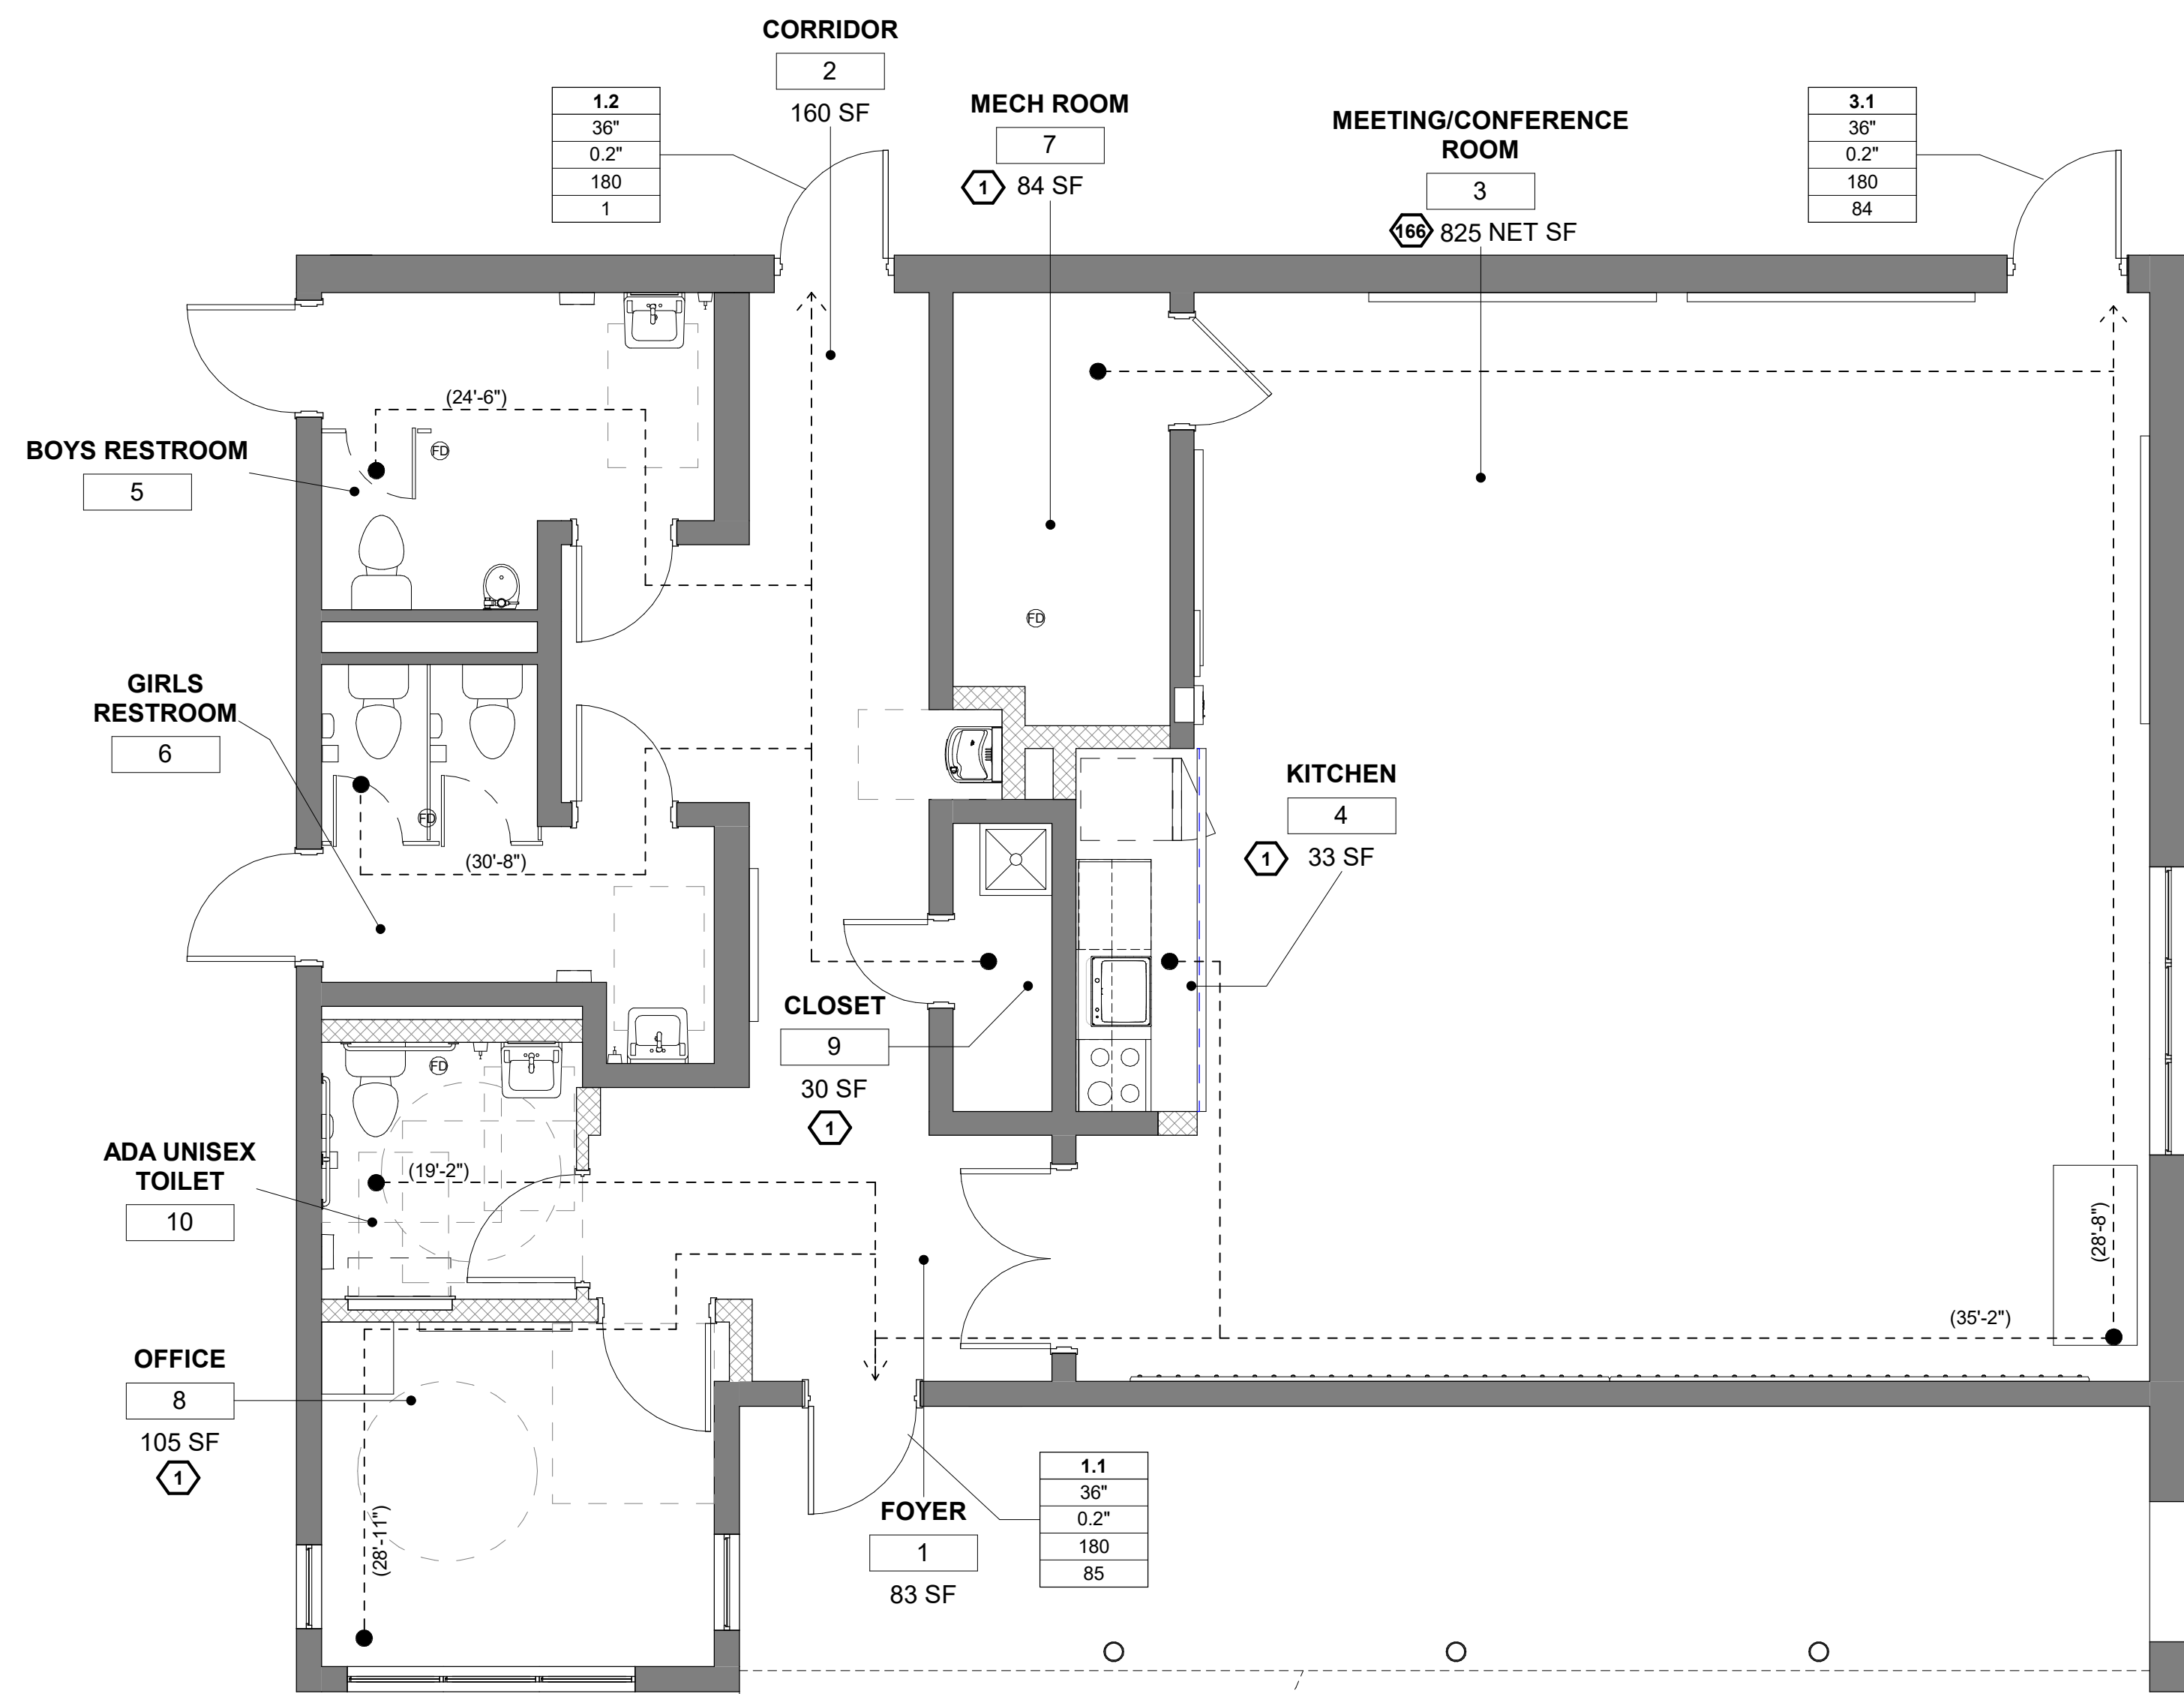 CORRIDOR
2
160 SF
1.2
36"
0.2"
180
1
MECH ROOM
7
1
84 SF
MEETING/CONFERENCE
ROOM
3
166
825 NET SF
3.1
36"
0.2"
180
84
(24'-6")
BOYS RESTROOM
5
FD
FD
GIRLS
RESTROOM
6
FD
(30'-8")
KITCHEN
4
1
33 SF
CLOSET
9
30 SF
1
FD
ADA UNISEX
TOILET
10
(19'-2")
(28'-8")
(35'-2")
OFFICE
8
105 SF
1
(28'-11")
FOYER
1
83 SF
1.1
36"
0.2"
180
85